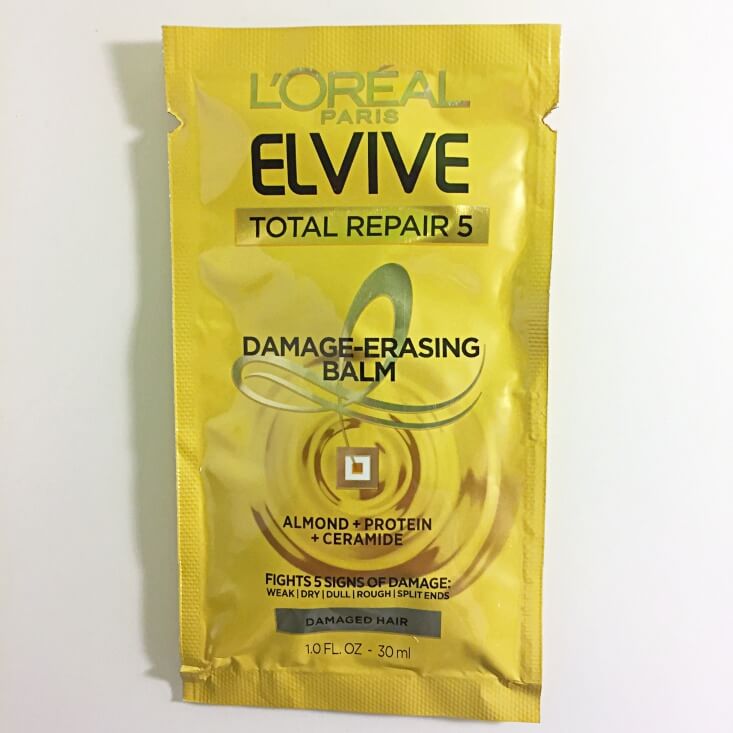 L'ORÉAL
PARIS
ELVIVE
TOTAL REPAIR 5
DAMAGE-ERASING
BALM
ALMOND + PROTEIN
+ CERAMIDE
FIGHTS 5 SIGNS OF DAMAGE:
WEAK | DRY | DULL | ROUGH | SPLIT ENDS
DAMAGED HAIR
1.0 FL. OZ - 30 ml